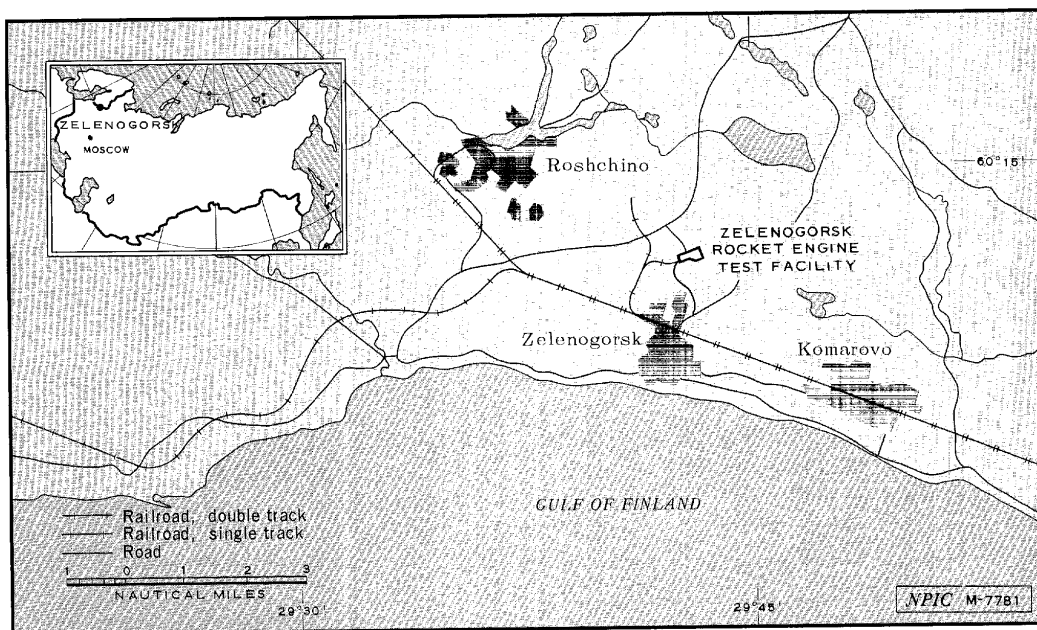 ZELENOGORS
MOSCOW
Roshchino
60°15'
ZELENOGORSK
ROCKET ENGINE
TEST FACILITY
Zelenogorsk
Komarovo
GULF OF FINLAND
Railroad, double track
Railroad, single track
Road
1 0 1 2 3
NAUTICAL MILES
29°30'
29°45
NPIC M-7781